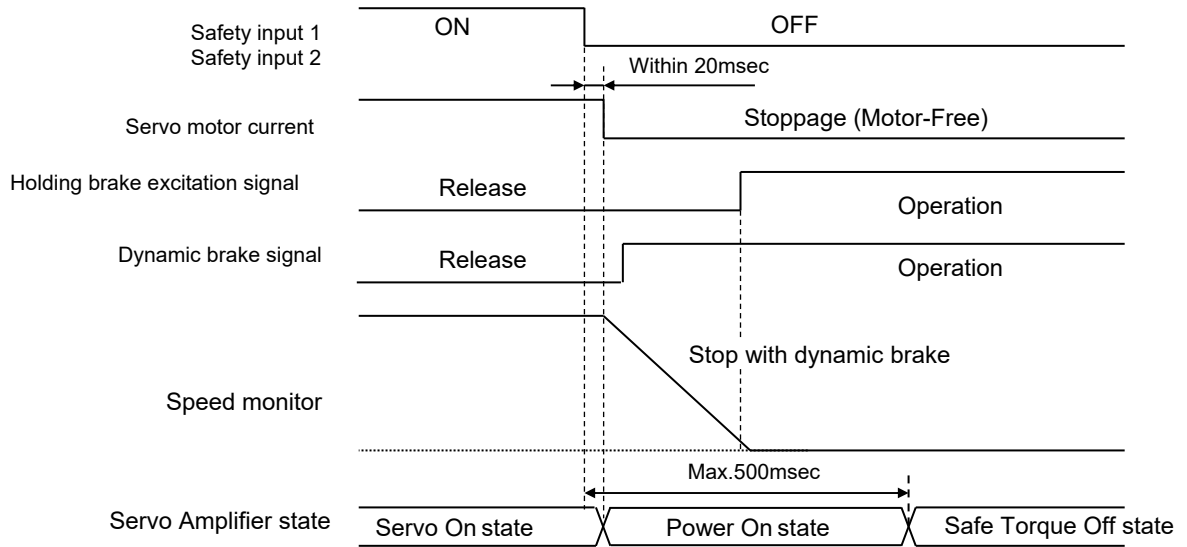 Safety input 1
Safety input 2
ON
OFF
Within 20msec
Servo motor current
Stoppage (Motor-Free)
Holding brake excitation signal
Release
Operation
Dynamic brake signal
Release
Operation
Stop with dynamic brake
Speed monitor
Max.500msec
Servo Amplifier state
Servo On state
Power On state
Safe Torque Off state